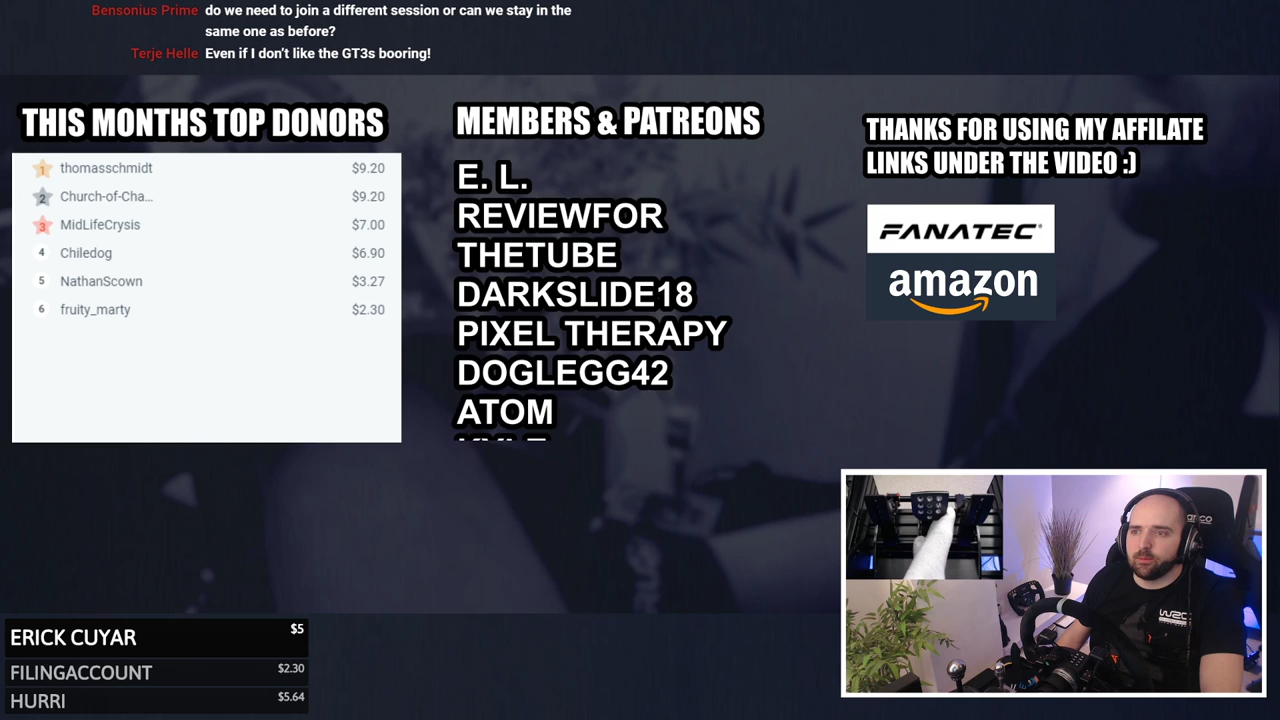 Bensonius Prime do we need to join a different session or can we stay in the
same one as before?
Terje Helle Even if I don't like the GT3s booring!
THIS MONTHS TOP DONORS
1 thomasschmidt $9.20
2 Church-of-Cha... $9.20
3 MidLifeCrysis $7.00
4 Chiledog $6.90
5 NathanScown $3.27
6 fruity_marty $2.30
MEMBERS & PATREONS
E. L.
REVIEWFOR
THETUBE
DARKSLIDE18
PIXEL THERAPY
DOGLEGG42
ATOM
THANKS FOR USING MY AFFILATE
LINKS UNDER THE VIDEO :)
FANATEC
amazon
ERICK CUYAR $5
FILINGACCOUNT $2.30
HURRI $5.64